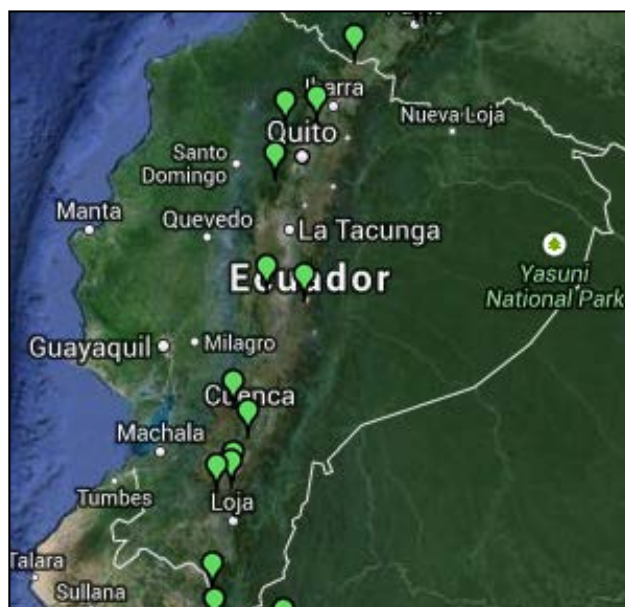 Ibarra
Nueva Loja
Quito
Santo
Domingo
Manta
Quevedo
La Tacunga
Ecuador
Yasuni
National Park
Guayaquil
Milagro
Cuenca
Machala
Tumbes
Loja
Talara
Sullana